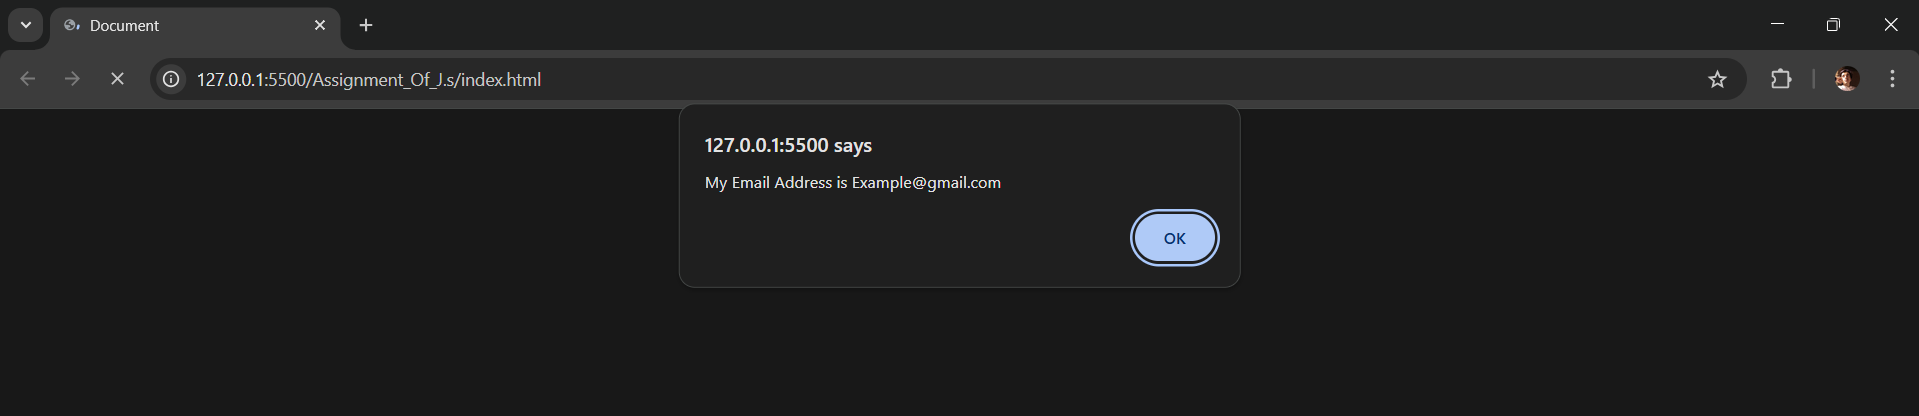 Document
127.0.0.1:5500/Assignment_Of_J.s/index.html
127.0.0.1:5500 says
My Email Address is Example@gmail.com
OK